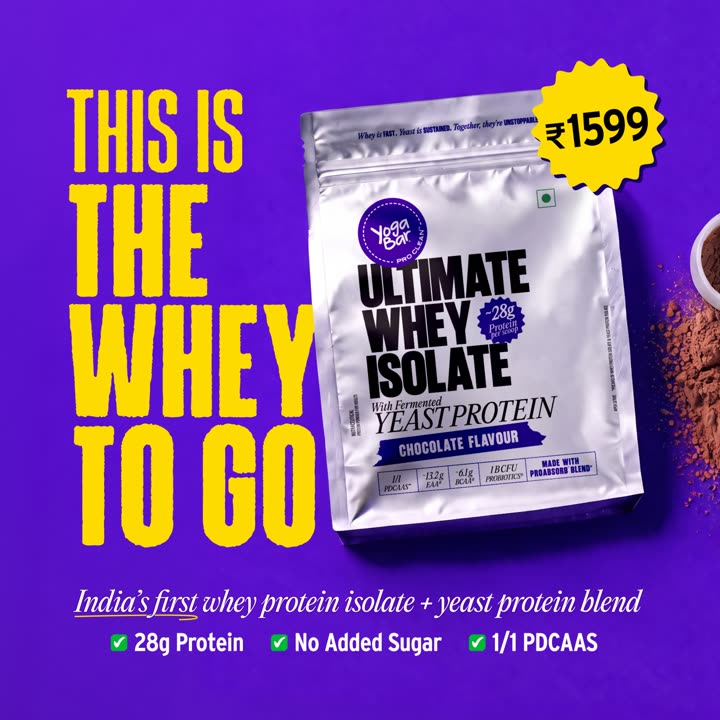 THIS IS
THE
WHEY
TO GO
Whey is FAST. Yeast is SUSTAINED. Together, they're UNSTOPPABLE
₹1599
Yoga
Bar
PRO CLEAN™
ULTIMATE
WHEY
ISOLATE
~28g
Protein
per scoop
With Fermented
YEAST PROTEIN
CHOCOLATE FLAVOUR
1/1
PDCAAS™
~13.2g
EAA#
~6.1g
BCAA#
1 B CFU
PROBIOTICS®
MADE WITH
PROABSORB BLEND®
India's first whey protein isolate + yeast protein blend
✅ 28g Protein ✅ No Added Sugar ✅ 1/1 PDCAAS